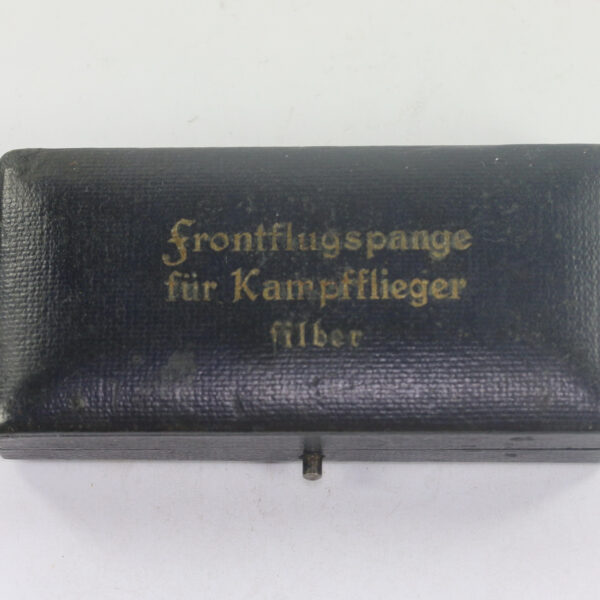 Frontflugspange
für Kampfflieger
ſilber